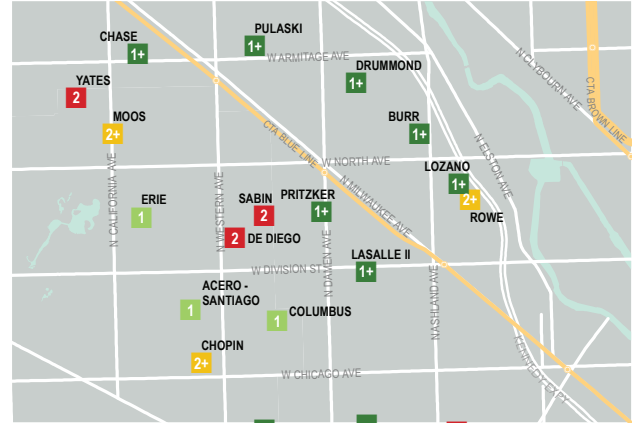 PULASKI
1+
CHASE
1+
W ARMITAGE AVE
N CLYBOURN AVE
DRUMMOND
1+
CTA BROWN LINE
YATES
2
MOOS
2+
BURR
1+
CTA BLUE LINE
N ELSTON AVE
W NORTH AVE
LOZANO
1+
N CALIFORNIA AVE
N WESTERN AVE
N MILWAUKEE AVE
ERIE
1
SABIN
2
PRITZKER
1+
2+
ROWE
2
DE DIEGO
N DAMEN AVE
LASALLE II
1+
W DIVISION ST
NASHLAND AVE
ACERO -
SANTIAGO
1
COLUMBUS
1
CHOPIN
2+
W CHICAGO AVE
KENNEDY EXPY